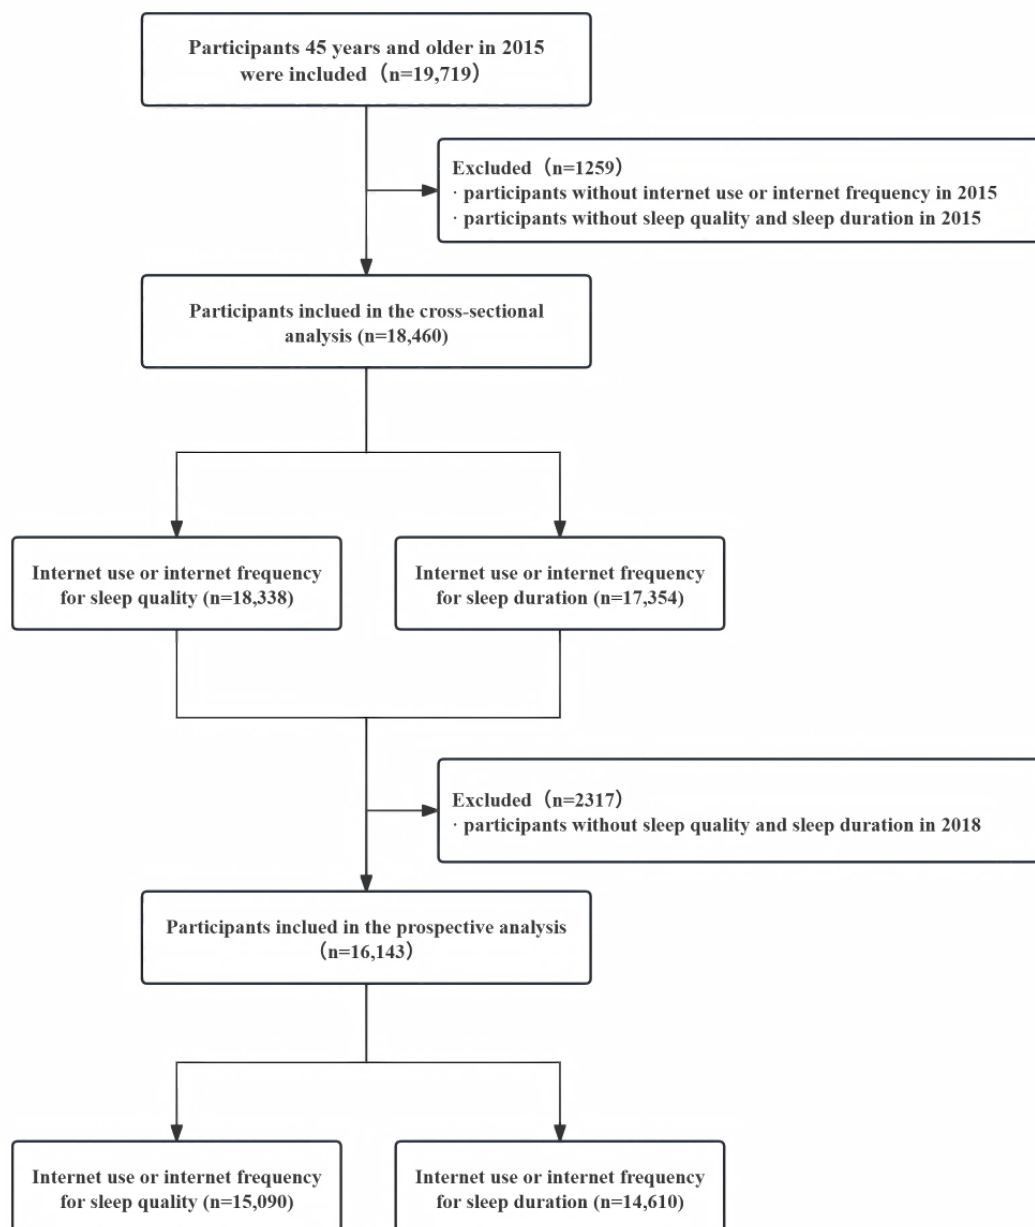 Participants 45 years and older in 2015
were included（n=19,719）
Excluded（n=1259）
· participants without internet use or internet frequency in 2015
· participants without sleep quality and sleep duration in 2015
Participants inclued in the cross-sectional
analysis (n=18,460)
Internet use or internet frequency
for sleep quality (n=18,338)
Internet use or internet frequency
for sleep duration (n=17,354)
Excluded（n=2317）
· participants without sleep quality and sleep duration in 2018
Participants inclued in the prospective analysis
（n=16,143）
Internet use or internet frequency
for sleep quality (n=15,090)
Internet use or internet frequency
for sleep duration (n=14,610)